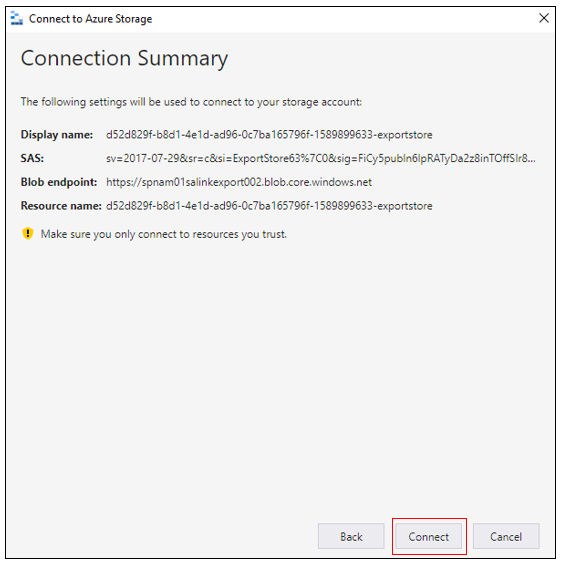 Connect to Azure Storage
Connection Summary
The following settings will be used to connect to your storage account:
Display name: d52d829f-b8d1-4e1d-ad96-0c7ba165796f-1589899633-exportstore
SAS: sv=2017-07-29&sr=c&si=ExportStore63%7C0&sig=FiCy5publn6lpRATyDa2z8inTOffSlr8...
Blob endpoint: https://spnam01salinkexport002.blob.core.windows.net
Resource name: d52d829f-b8d1-4e1d-ad96-0c7ba165796f-1589899633-exportstore
Make sure you only connect to resources you trust.
Back Connect Cancel